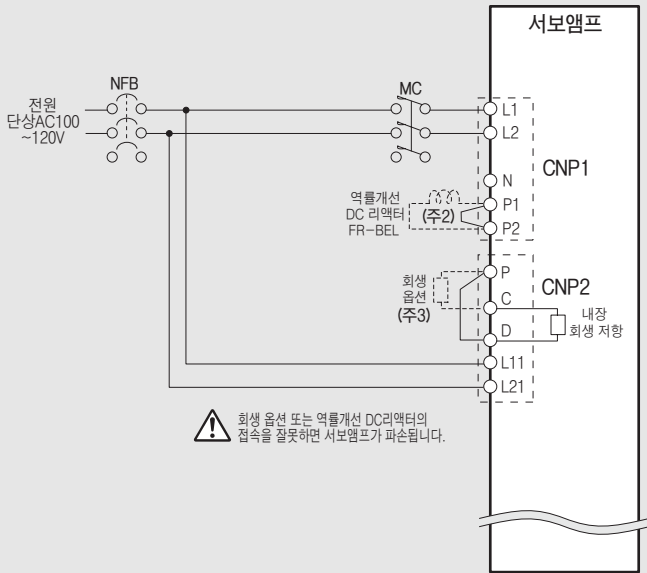 서보앰프
NFB
MC
전원
단상AC100
~120V
L1
L2
CNP1
N
역률개선
DC 리액터
FR-BEL
(주2)
P1
P2
P
CNP2
회생
옵션
(주3)
C
내장
회생 저항
D
L11
L21
회생 옵션 또는 역률개선 DC리액터의
접속을 잘못하면 서보앰프가 파손됩니다.